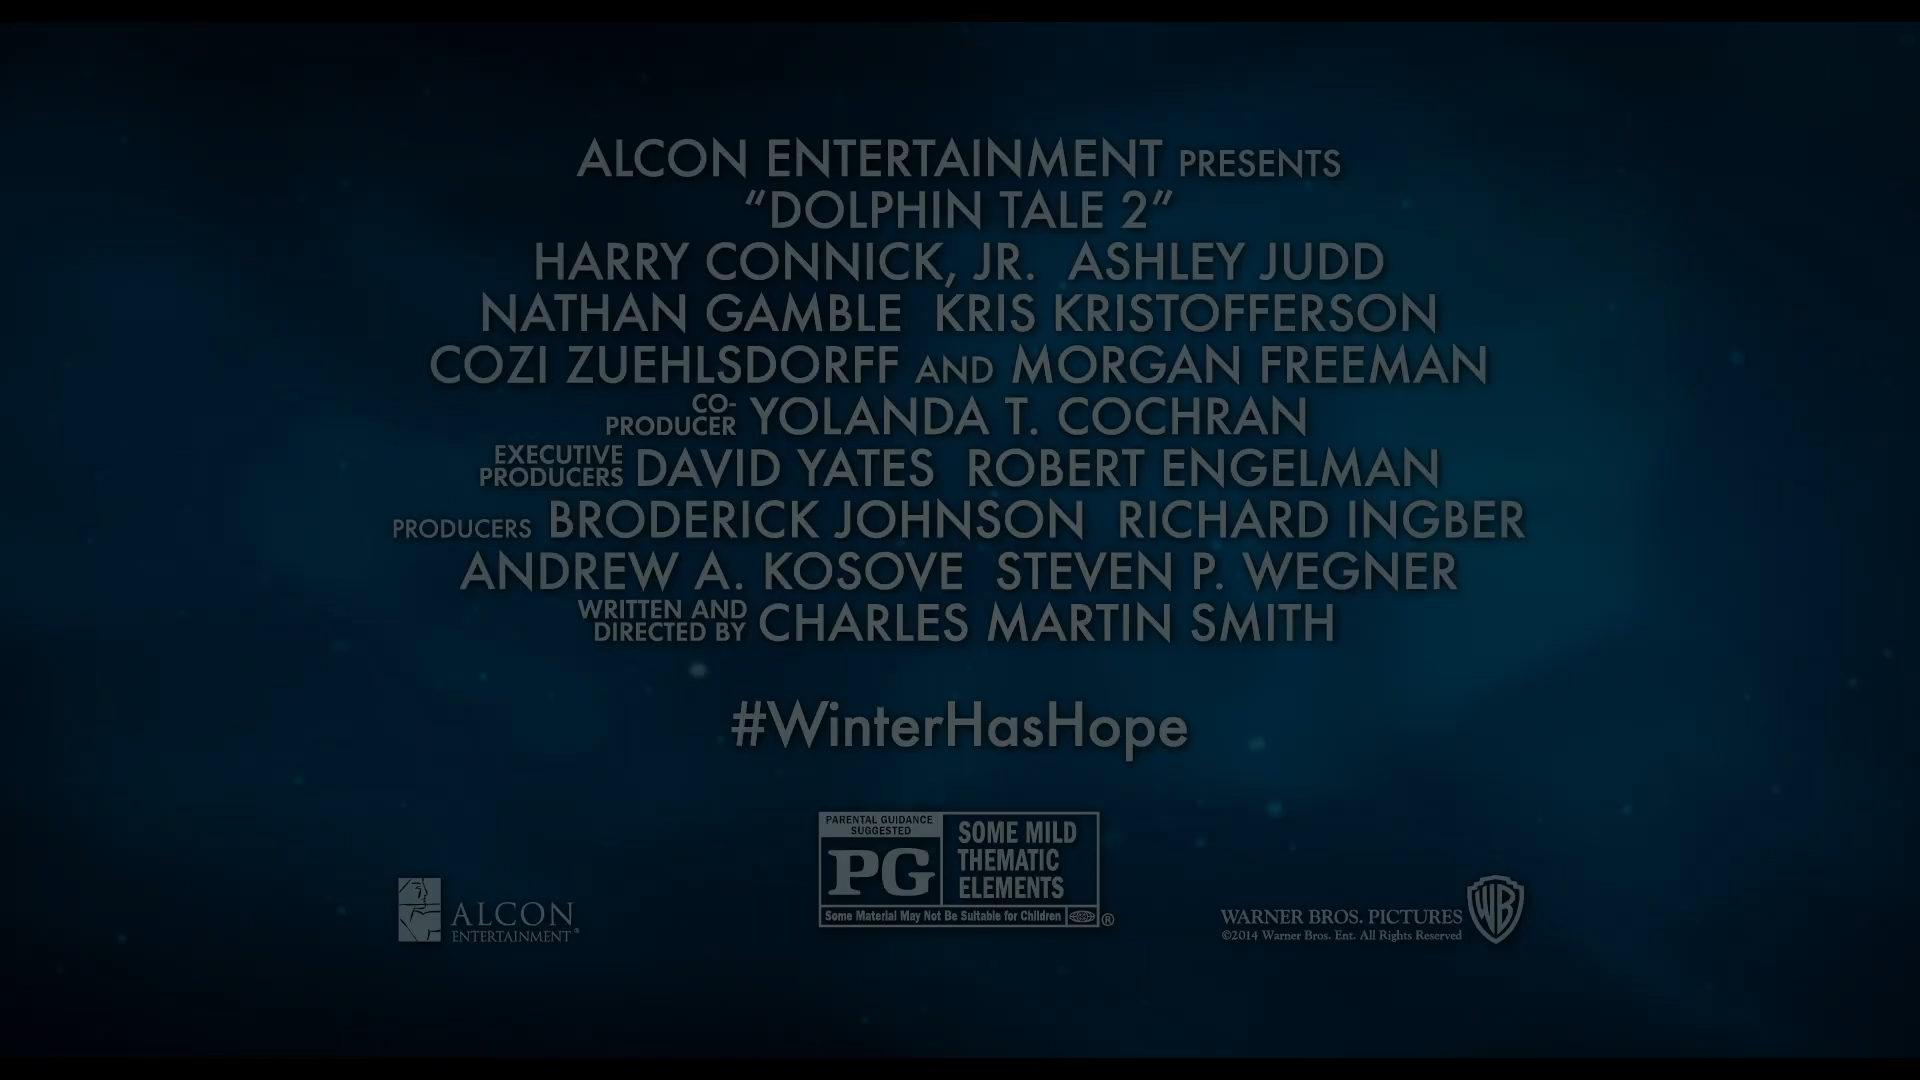 ALCON ENTERTAINMENT PRESENTS
“DOLPHIN TALE 2”
HARRY CONNICK, JR. ASHLEY JUDD
NATHAN GAMBLE KRIS KRISTOFFERSON
COZI ZUEHLSDORFF AND MORGAN FREEMAN
CO-PRODUCER YOLANDA T. COCHRAN
EXECUTIVE PRODUCERS DAVID YATES ROBERT ENGELMAN
PRODUCERS BRODERICK JOHNSON RICHARD INGBER
ANDREW A. KOSOVE STEVEN P. WEGNER
WRITTEN AND DIRECTED BY CHARLES MARTIN SMITH
#WinterHasHope
PARENTAL GUIDANCE
SUGGESTED
PG
SOME MILD
THEMATIC
ELEMENTS
Some Material May Not Be Suitable for Children
®
ALCON
ENTERTAINMENT®
WARNER BROS. PICTURES
©2014 Warner Bros. Ent. All Rights Reserved
WB